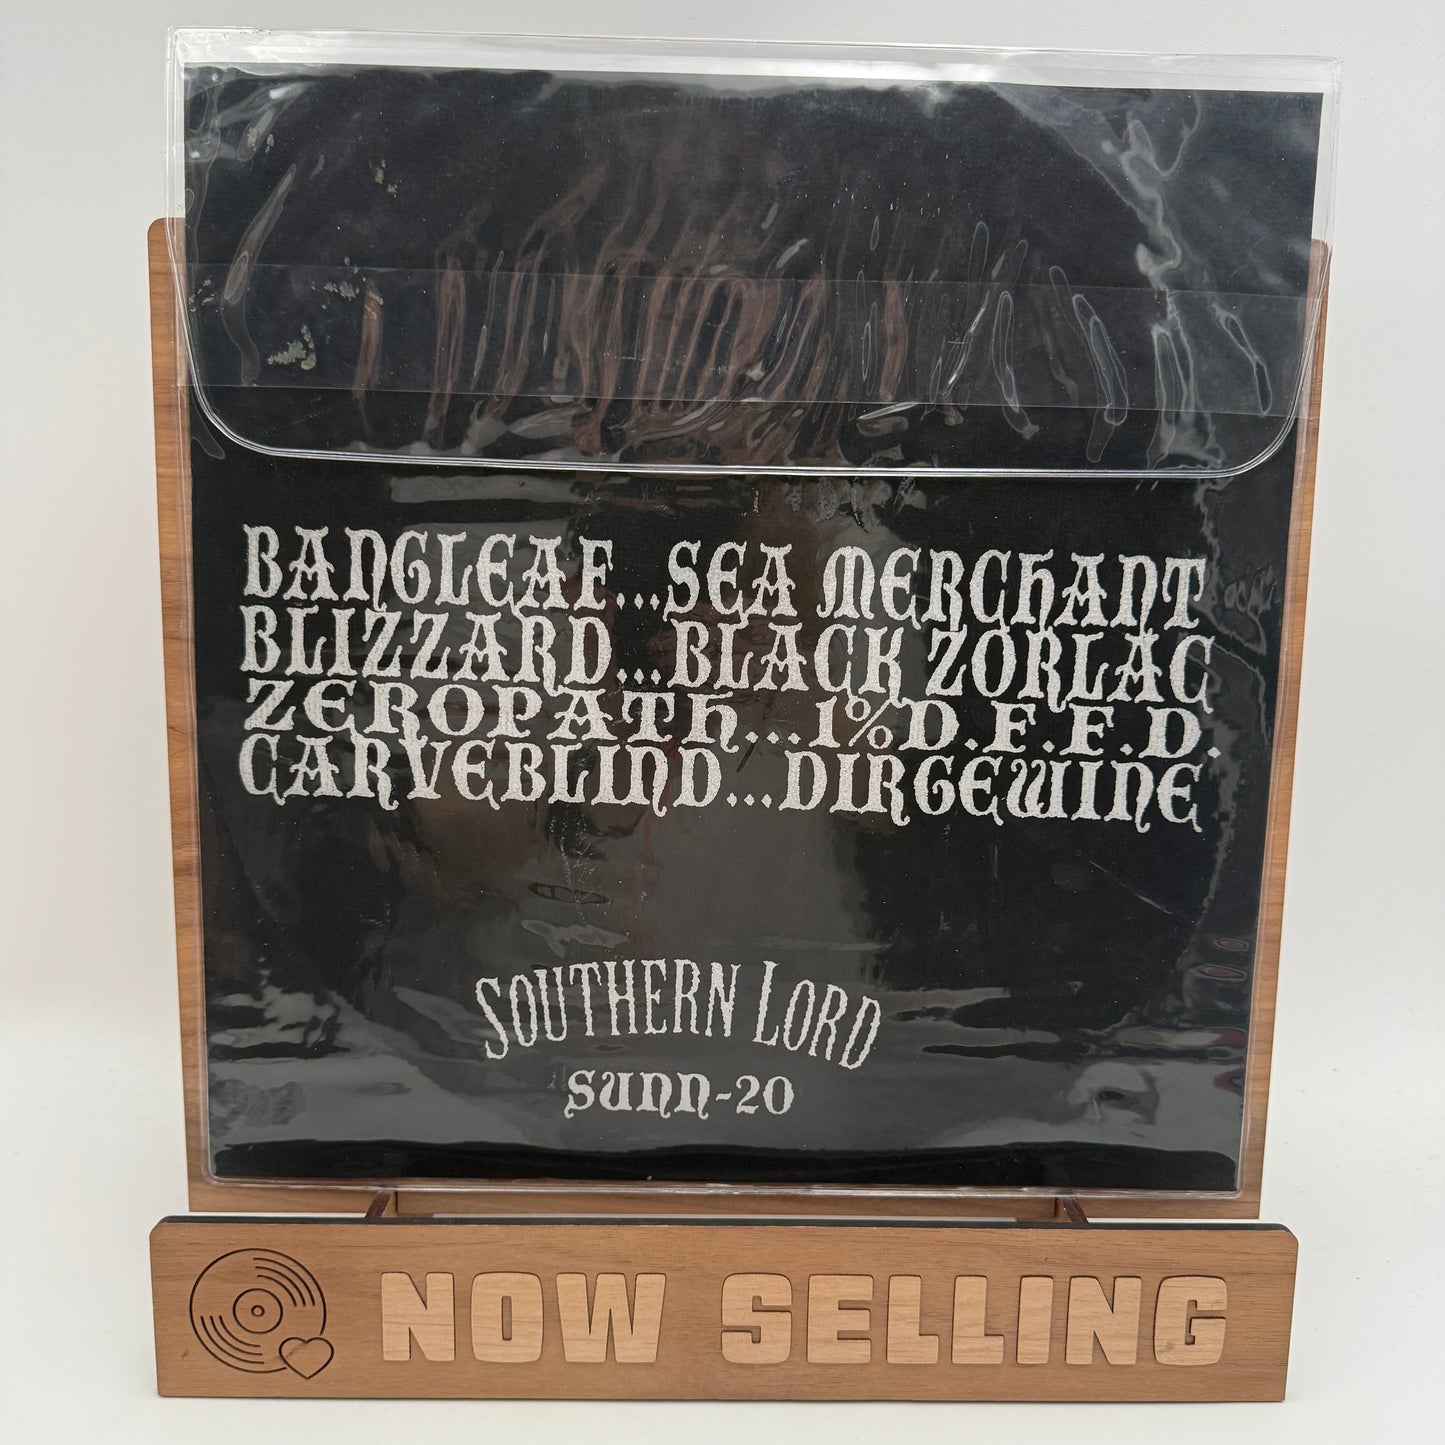 BANGLEAF...SEA MERCHANT
BLIZZARD...BLACK ZORLAC
ZEROPATH...1%D.F.F.D.
CARVEBLIND...DIRGEWINE
SOUTHERN LORD
SUNN-20
NOW SELLING